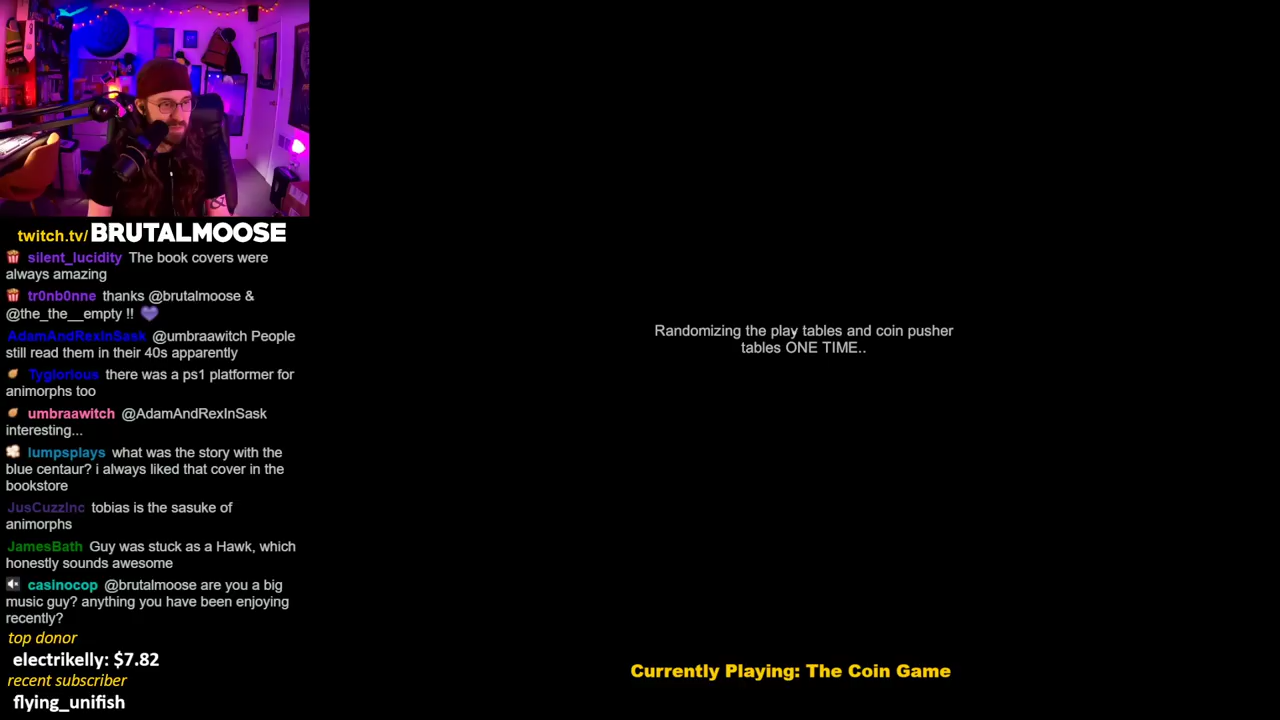 twitch.tv/BRUTALMOOSE
silent_lucidity The book covers were
always amazing
tr0nb0nne thanks @brutalmoose &
@the_the__empty !!
AdamAndRexInSask @umbraawitch People
still read them in their 40s apparently
Tyglorious there was a ps1 platformer for
animorphs too
umbraawitch @AdamAndRexInSask
interesting...
lumpsplays what was the story with the
blue centaur? i always liked that cover in the
bookstore
JusCuzzInc tobias is the sasuke of
animorphs
JamesBath Guy was stuck as a Hawk, which
honestly sounds awesome
casinocop @brutalmoose are you a big
music guy? anything you have been enjoying
recently?
top donor
electrikelly: $7.82
recent subscriber
flying_unifish
Randomizing the play tables and coin pusher
tables ONE TIME..
Currently Playing: The Coin Game